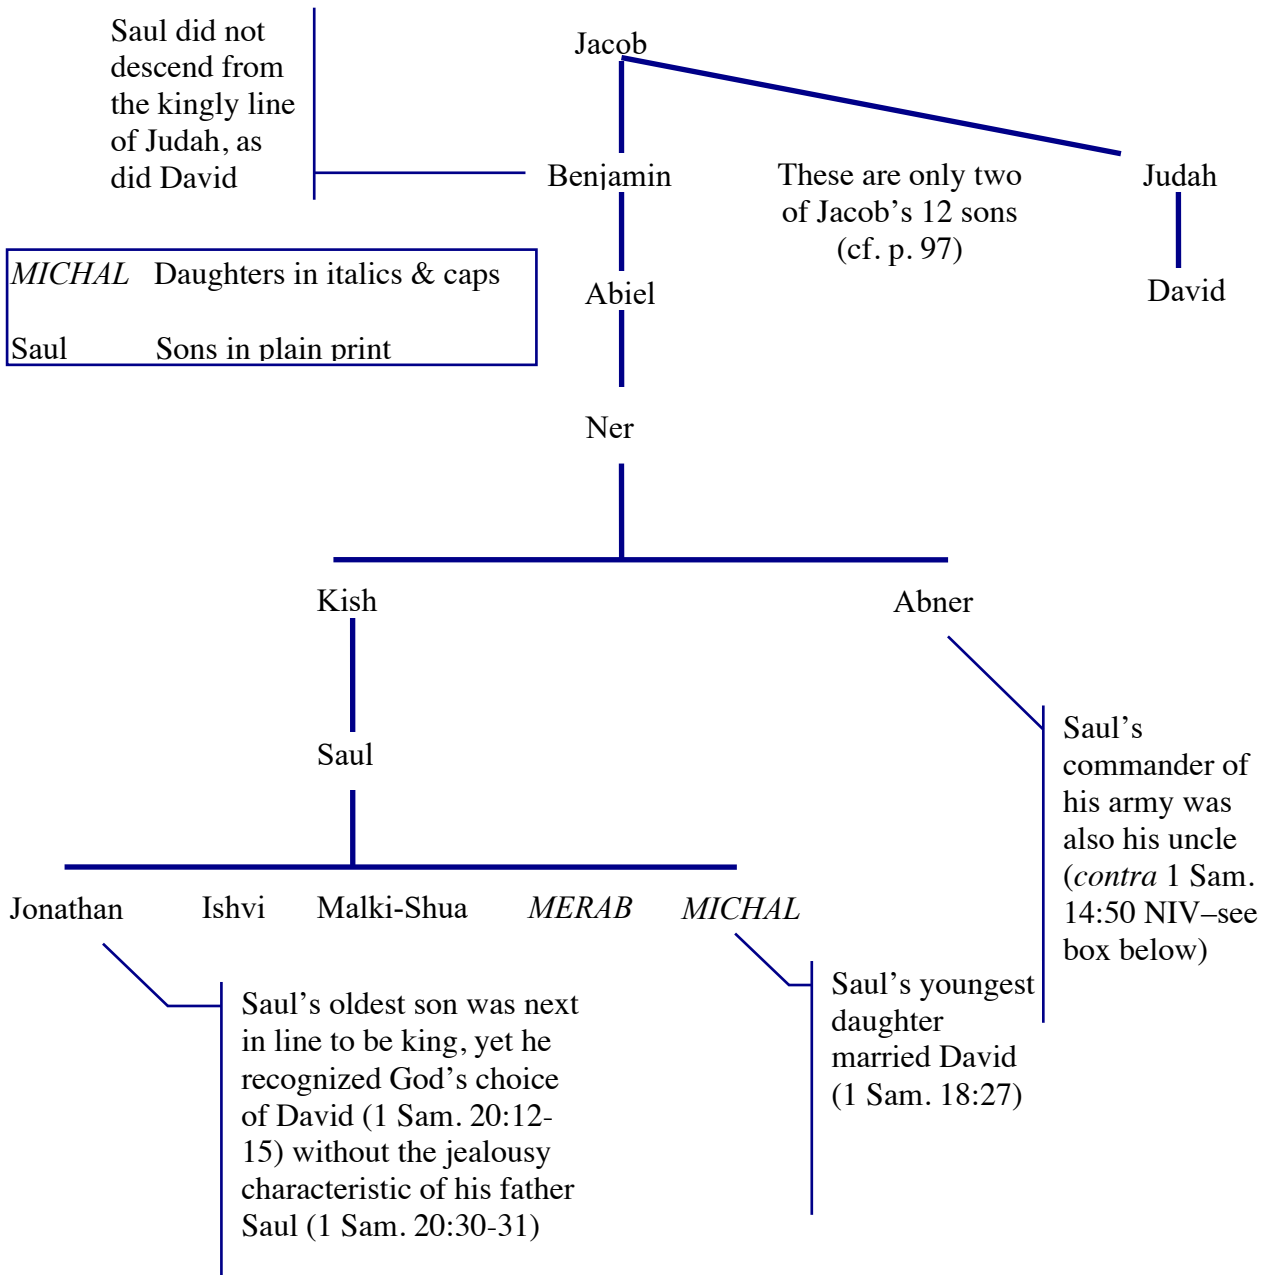 Saul did not
descend from
the kingly line
of Judah, as
did David
Jacob
Benjamin
These are only two
of Jacob’s 12 sons
(cf. p. 97)
Judah
David
MICHAL Daughters in italics & caps
Saul Sons in plain print
Abiel
Ner
Kish
Abner
Saul
Saul’s
commander of
his army was
also his uncle
(contra 1 Sam.
14:50 NIV–see
box below)
Jonathan Ishvi Malki-Shua MERAB MICHAL
Saul’s oldest son was next
in line to be king, yet he
recognized God’s choice
of David (1 Sam. 20:12-
15) without the jealousy
characteristic of his father
Saul (1 Sam. 20:30-31)
Saul’s youngest
daughter
married David
(1 Sam. 18:27)